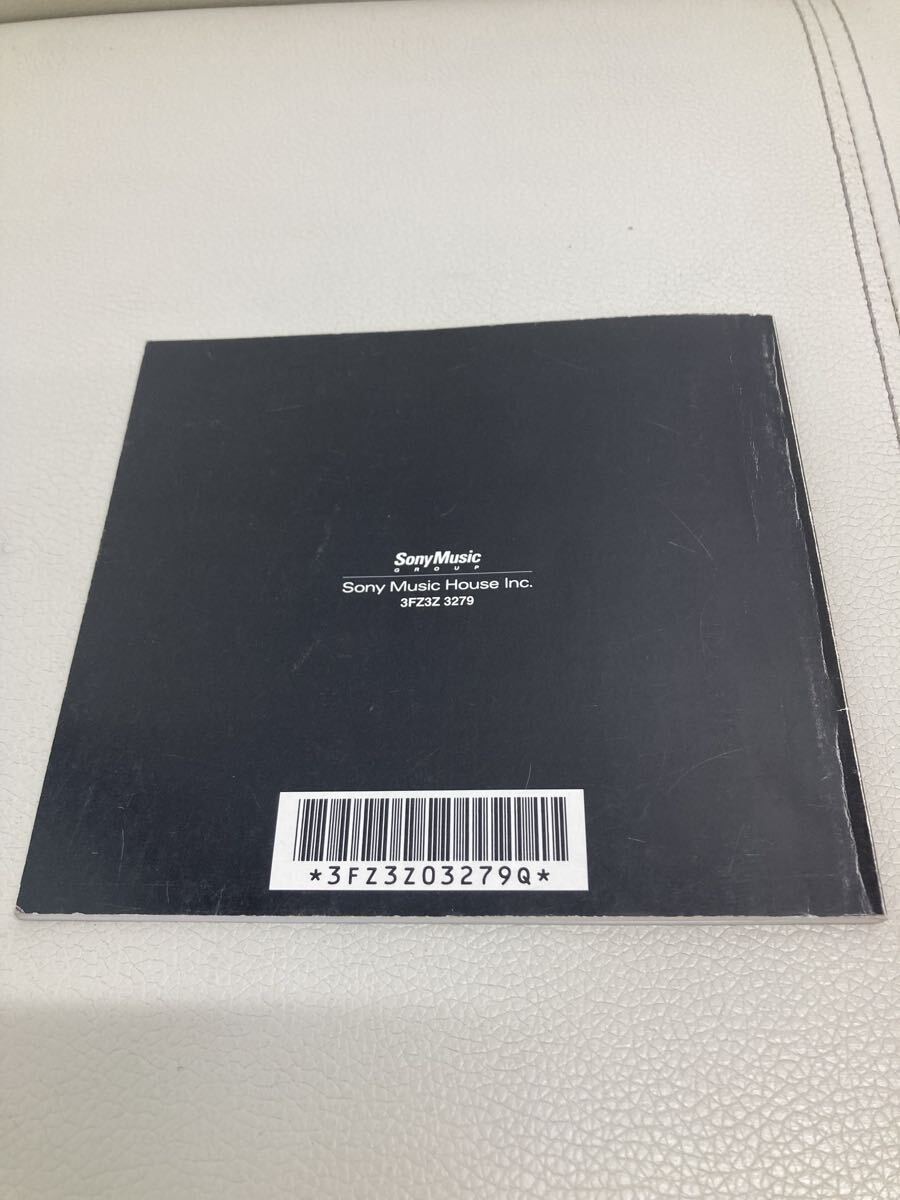 SonyMusic
GROUP
Sony Music House Inc.
3FZ3Z 3279
*3FZ3Z03279Q*